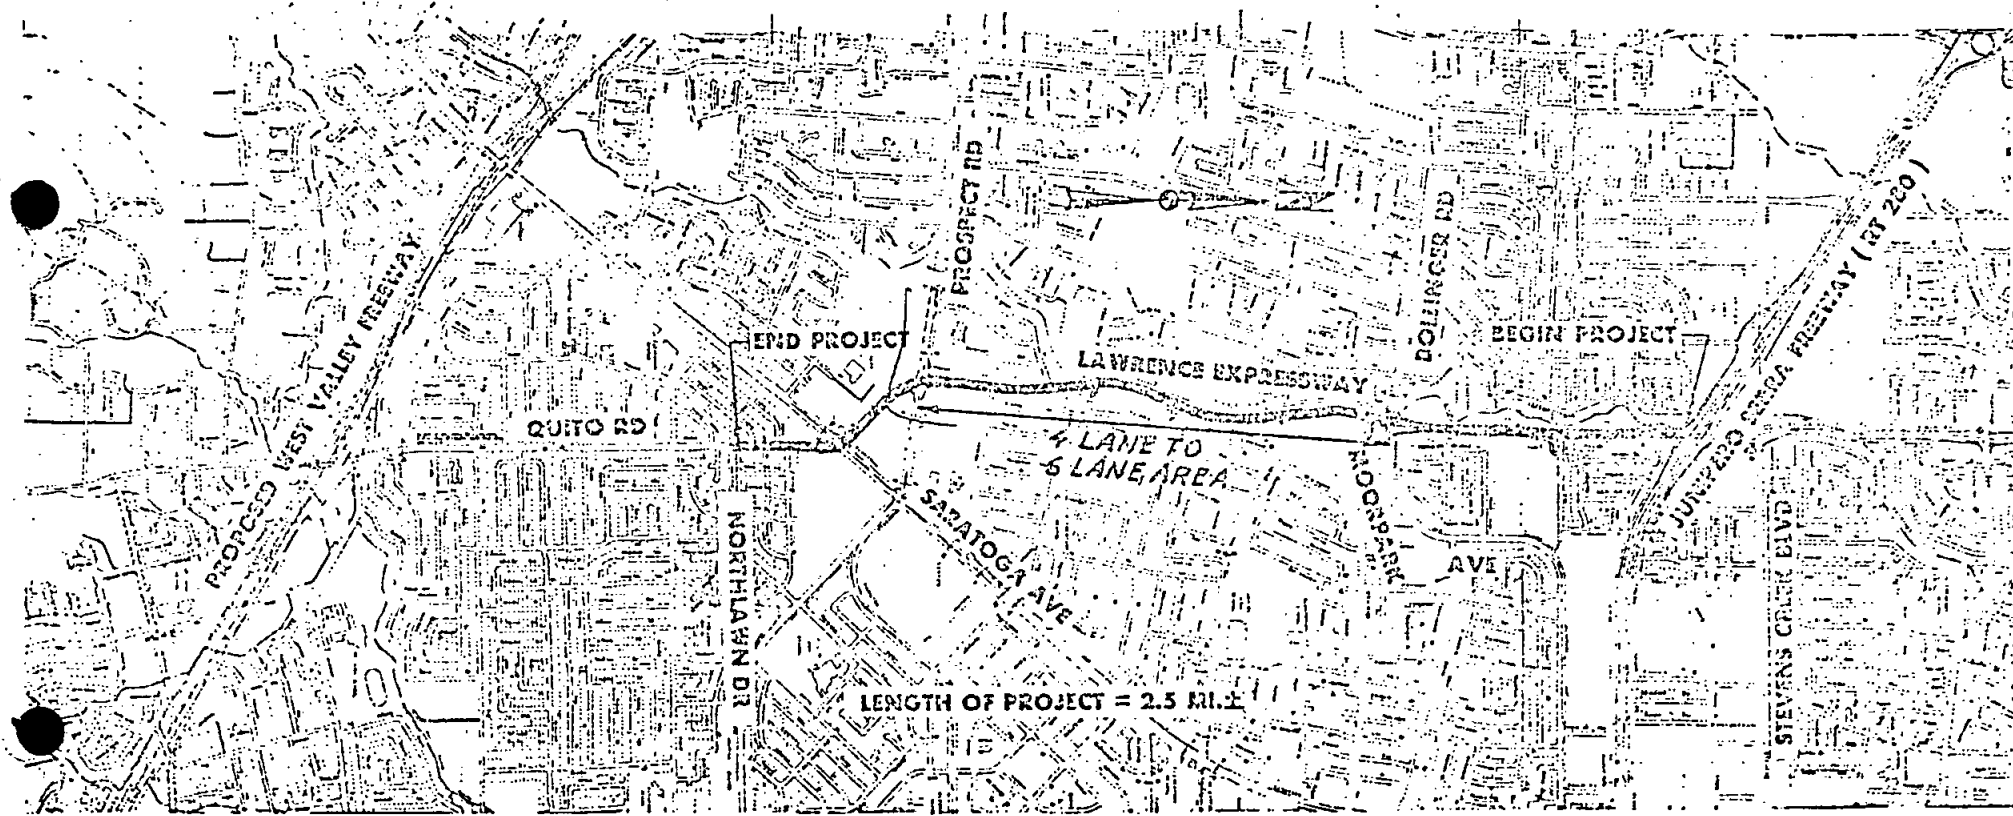 PROSPECT RD
BOLLINGER RD
JUNIPERO SERRA FREEWAY (RT 280)
PROPOSED WEST VALLEY FREEWAY
END PROJECT
BEGIN PROJECT
LAWRENCE EXPRESSWAY
QUITO RD
4 LANE TO
6 LANE AREA
SARATOGA AVE
MOORPARK
AVE
NORTHLAWN DR
STEVENS CREEK BLVD
LENGTH OF PROJECT = 2.5 MI.±